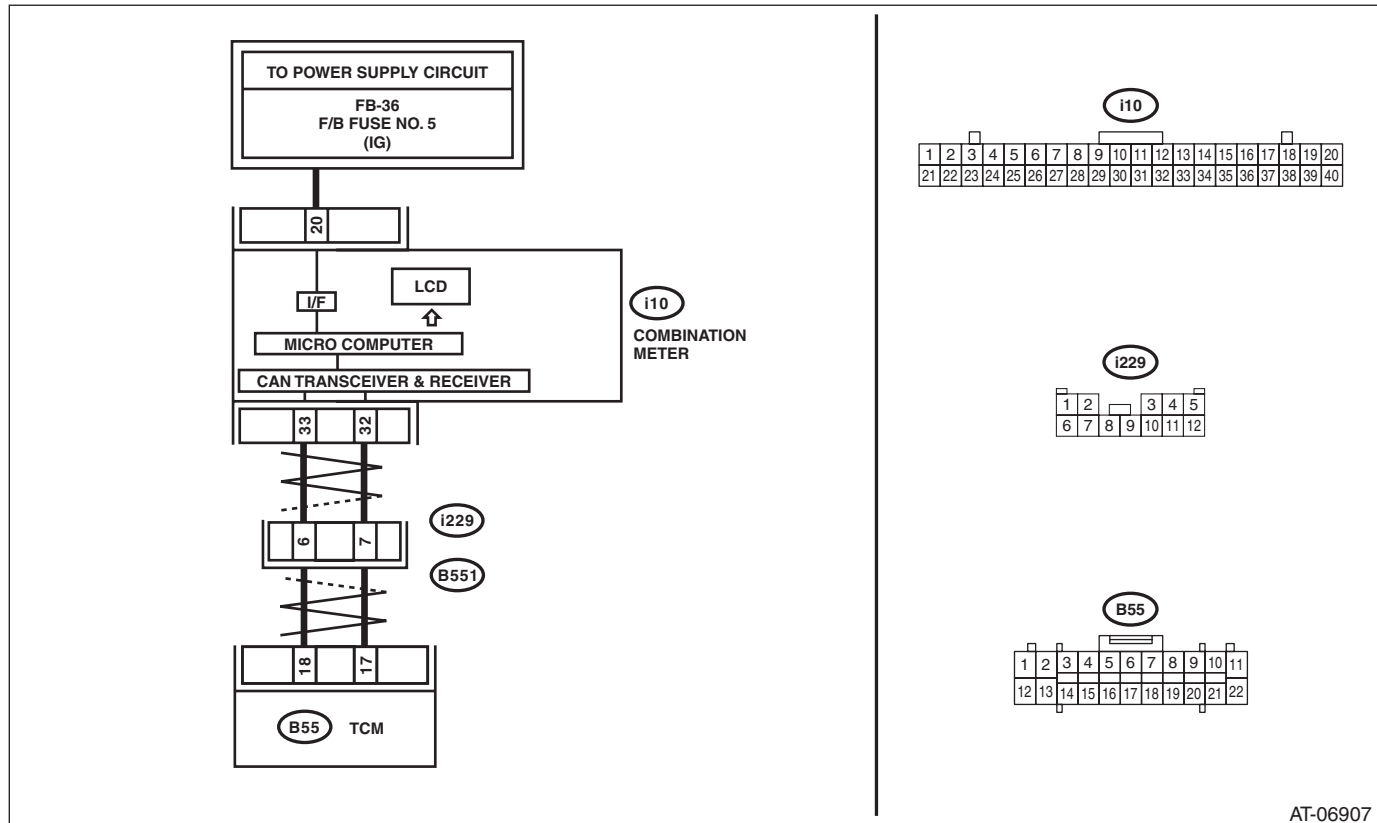 TO POWER SUPPLY CIRCUIT
FB-36
F/B FUSE NO. 5
(IG)
20
I/F
LCD
MICRO COMPUTER
CAN TRANSCEIVER & RECEIVER
i10
COMBINATION
METER
33 32
i229
6 7
B551
18 17
B55 TCM
i10
1 2 3 4 5 6 7 8 9 10 11 12 13 14 15 16 17 18 19 20
21 22 23 24 25 26 27 28 29 30 31 32 33 34 35 36 37 38 39 40
i229
1 2 3 4 5
6 7 8 9 10 11 12
B55
1 2 3 4 5 6 7 8 9 10 11
12 13 14 15 16 17 18 19 20 21 22
AT-06907